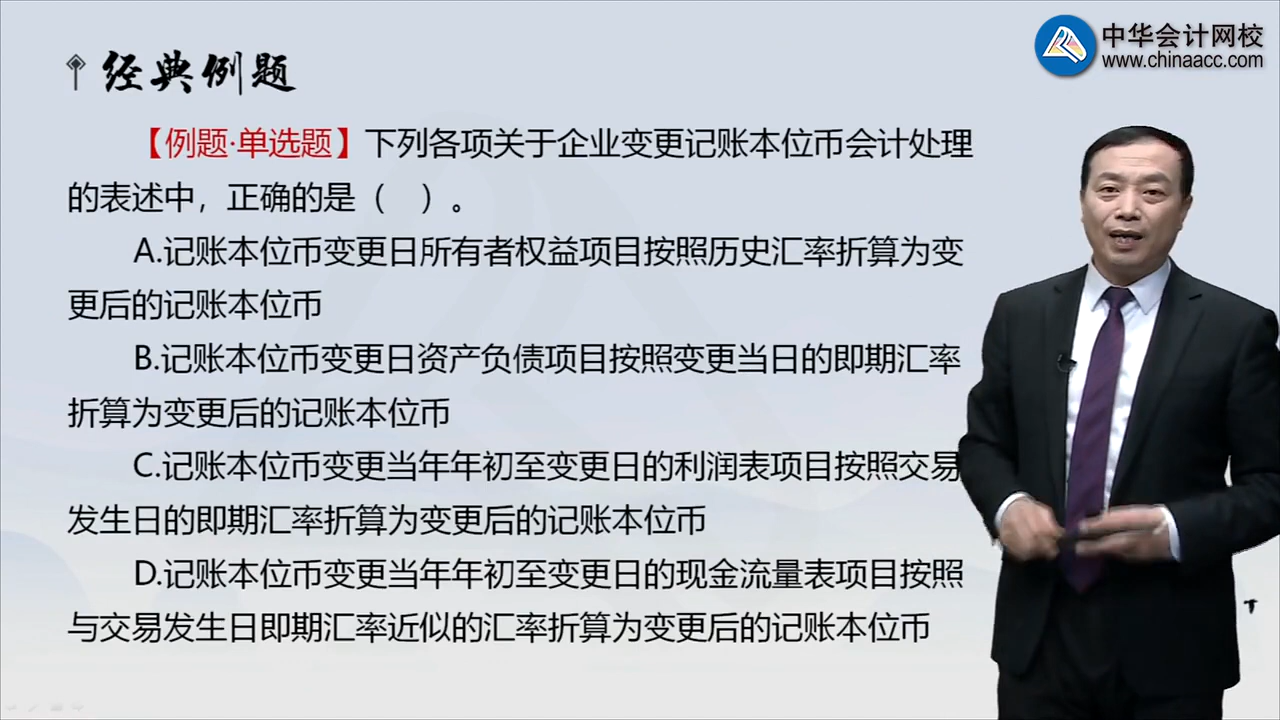 中华会计网校
www.chinaacc.com
经典例题
【例题·单选题】下列各项关于企业变更记账本位币会计处理
的表述中，正确的是（　）。
A.记账本位币变更日所有者权益项目按照历史汇率折算为变
更后的记账本位币
B.记账本位币变更日资产负债项目按照变更当日的即期汇率
折算为变更后的记账本位币
C.记账本位币变更当年年初至变更日的利润表项目按照交易
发生日的即期汇率折算为变更后的记账本位币
D.记账本位币变更当年年初至变更日的现金流量表项目按照
与交易发生日即期汇率近似的汇率折算为变更后的记账本位币